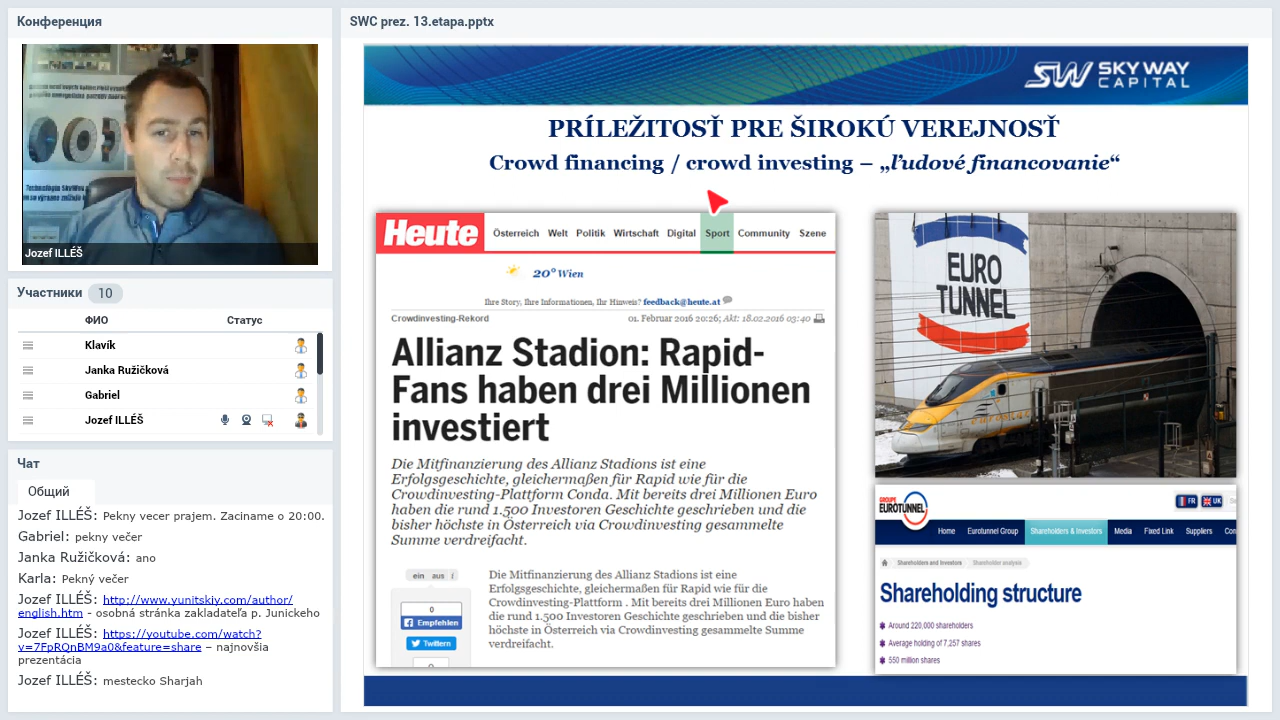 Конференция
Jozef ILLÉŠ
Участники 10
ФИО Статус
Klavík
Janka Ružičková
Gabriel
Jozef ILLÉŠ
Чат
Общий
Jozef ILLÉŠ: Pekny vecer prajem. Zaciname o 20:00.
Gabriel: pekny večer
Janka Ružičková: ano
Karla: Pekný večer
Jozef ILLÉŠ: http://www.yunitskiy.com/author/
english.htm - osobná stránka zakladateľa p. Junickeho
Jozef ILLÉŠ: https://youtube.com/watch?
v=7FpRQnBM9a0&feature=share – najnovšia
prezentácia
Jozef ILLÉŠ: mestecko Sharjah
SWC prez. 13.etapa.pptx
SW SKY WAY
CAPITAL
PRÍLEŽITOSŤ PRE ŠIROKÚ VEREJNOSŤ
Crowd financing / crowd investing – „ľudové financovanie“
Heute Österreich Welt Politik Wirtschaft Digital Sport Community Szene
20° Wien
Ihre Story, Ihre Informationen, Ihr Hinweis? feedback@heute.at
Crowdinvesting-Rekord 01. Februar 2016 20:26; Akt: 18.02.2016 03:40
Allianz Stadion: Rapid-
Fans haben drei Millionen
investiert
Die Mitfinanzierung des Allianz Stadions ist eine
Erfolgsgeschichte, gleichermaßen für Rapid wie für die
Crowdinvesting-Plattform Conda. Mit bereits drei Millionen Euro
haben die rund 1.500 Investoren Geschichte geschrieben und die
bisher höchste in Österreich via Crowdinvesting gesammelte
Summe verdreifacht.
ein aus i
0
Empfehlen
Twittern
0
Die Mitfinanzierung des Allianz Stadions ist eine
Erfolgsgeschichte, gleichermaßen für Rapid wie für die
Crowdinvesting-Plattform . Mit bereits drei Millionen Euro haben
die rund 1.500 Investoren Geschichte geschrieben und die bisher
höchste in Österreich via Crowdinvesting gesammelte Summe
verdreifacht.
EURO
TUNNEL
GROUPE
EUROTUNNEL
FR UK
Home Eurotunnel Group Shareholders & Investors Media Fixed Link Suppliers
Shareholders and Investors Shareholder analysis
Shareholding structure
Around 220,000 shareholders
Average holding of 7,257 shares
550 million shares